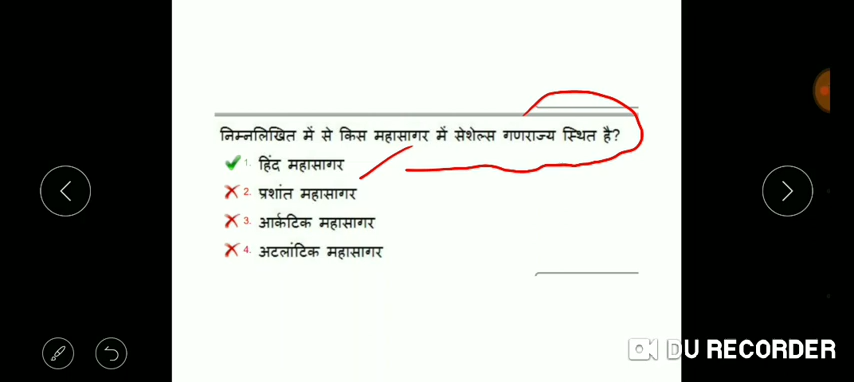 निम्नलिखित में से किस महासागर में सेशेल्स गणराज्य स्थित है?
1. हिंद महासागर
2. प्रशांत महासागर
3. आर्कटिक महासागर
4. अटलांटिक महासागर
DU RECORDER